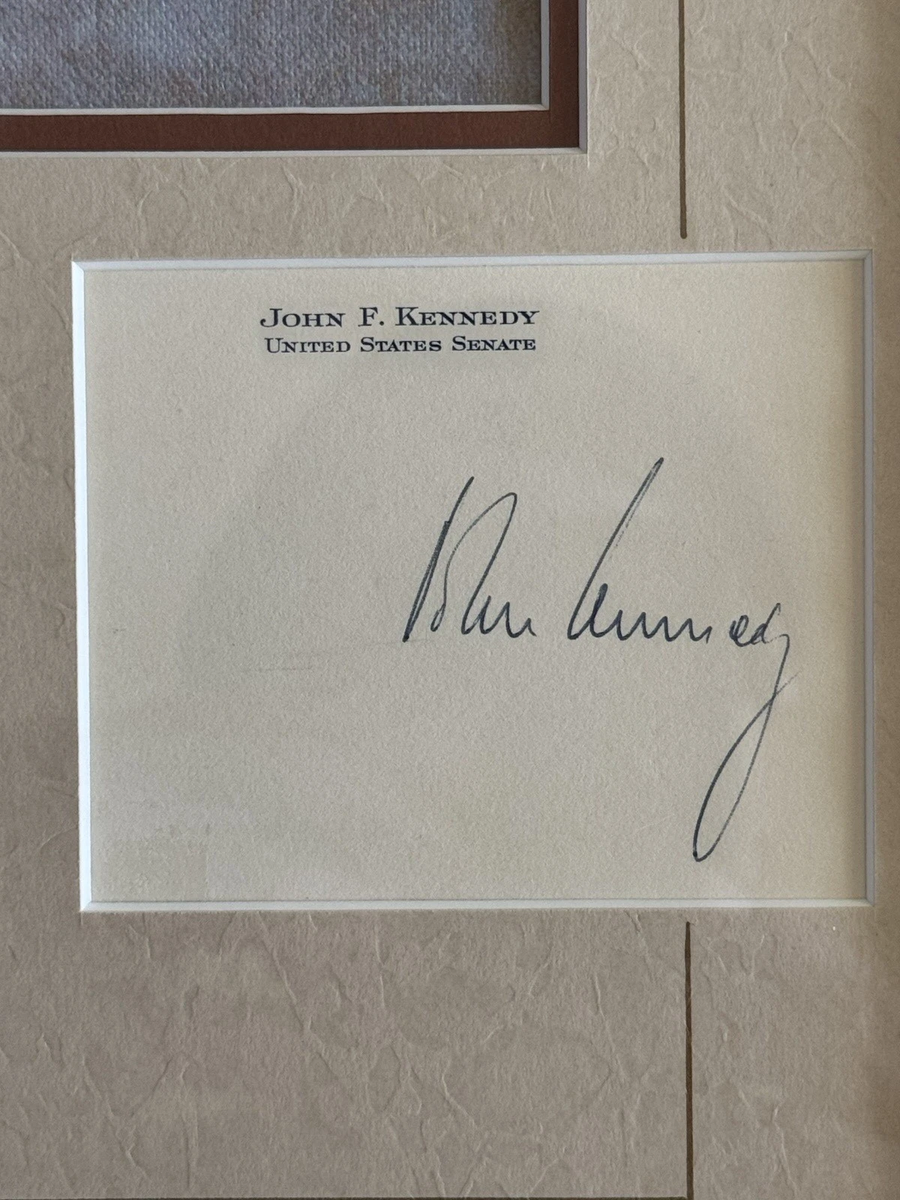 John F. Kennedy
United States Senate
John Kennedy